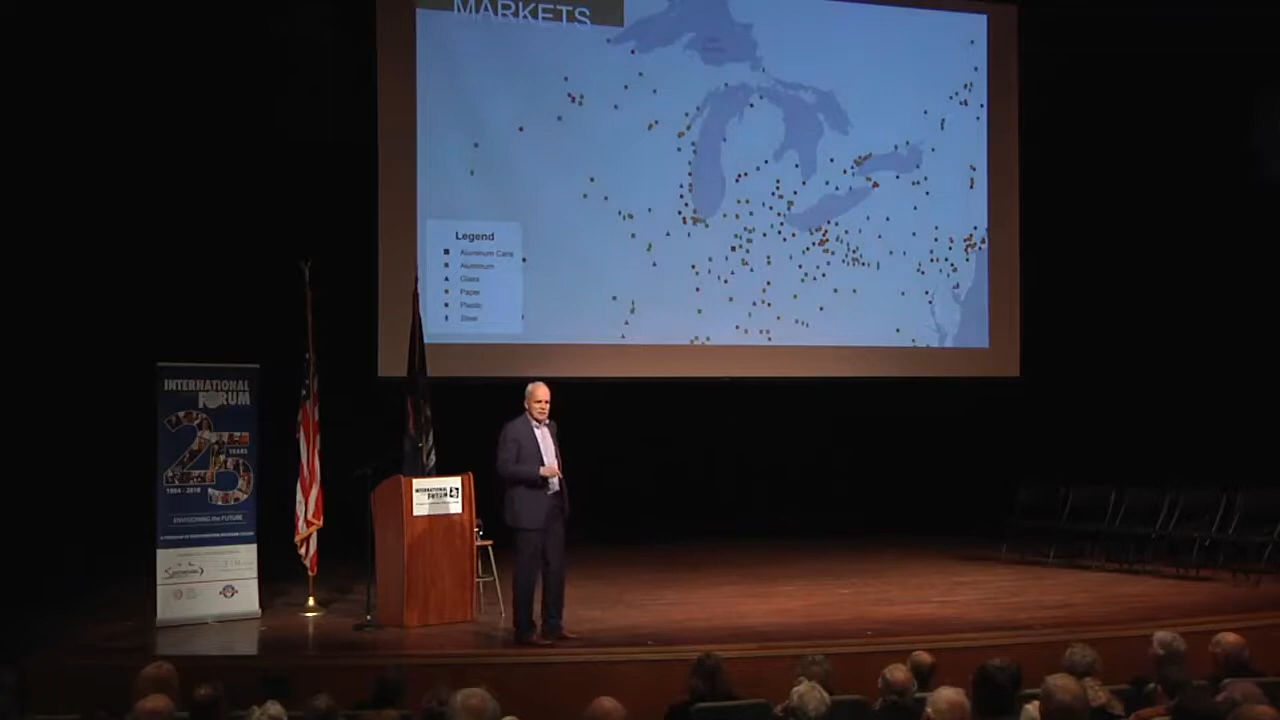 MARKETS
Legend
Aluminum Cans
Aluminum
Glass
Paper
Plastic
Steel
INTERNATIONAL
FORUM
25
YEARS
1994 - 2018
ENVISIONING the FUTURE
INTERNATIONAL
FORUM